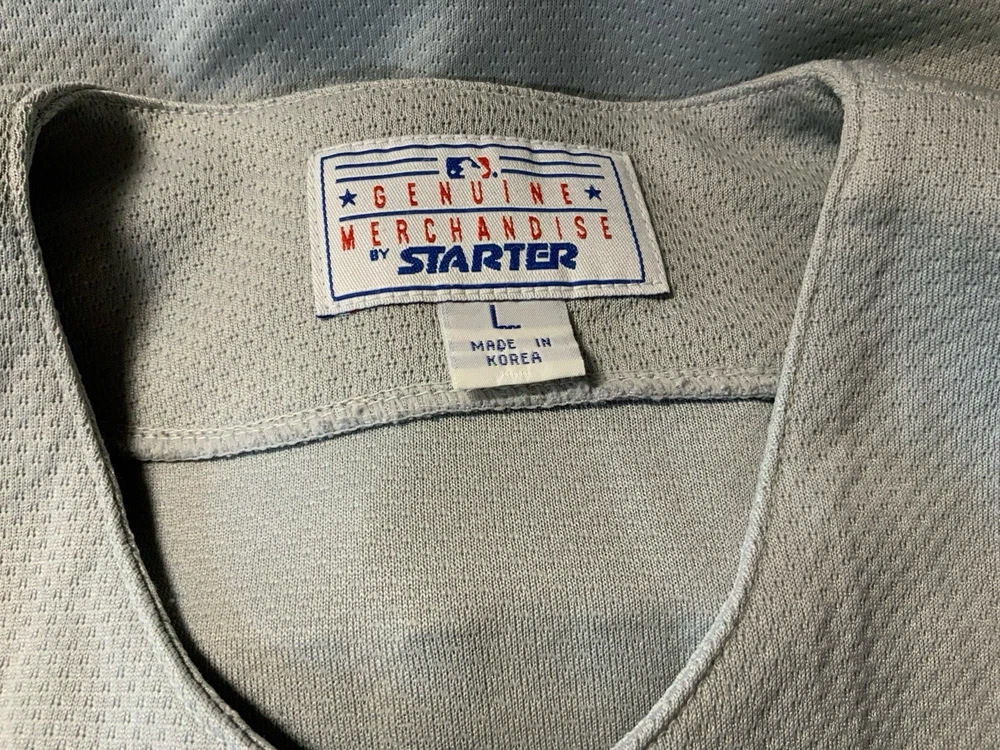 GENUINE
MERCHANDISE
BY STARTER
L
MADE IN
KOREA